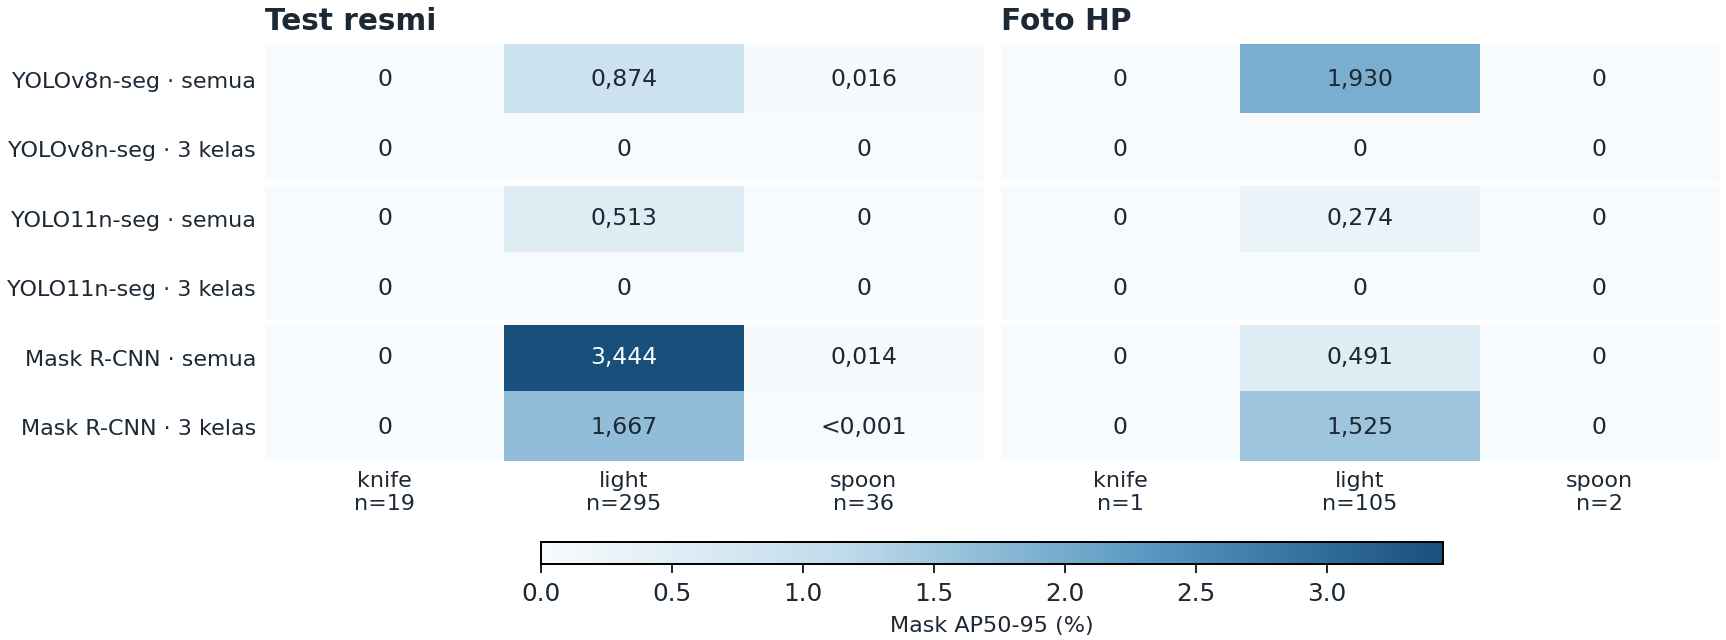 Test resmi
Foto HP
YOLOv8n-seg · semua 0 0,874 0,016 0 1,930 0
YOLOv8n-seg · 3 kelas 0 0 0 0 0 0
YOLO11n-seg · semua 0 0,513 0 0 0,274 0
YOLO11n-seg · 3 kelas 0 0 0 0 0 0
Mask R-CNN · semua 0 3,444 0,014 0 0,491 0
Mask R-CNN · 3 kelas 0 1,667 <0,001 0 1,525 0
knife light spoon knife light spoon
n=19 n=295 n=36 n=1 n=105 n=2
0.0 0.5 1.0 1.5 2.0 2.5 3.0
Mask AP50-95 (%)